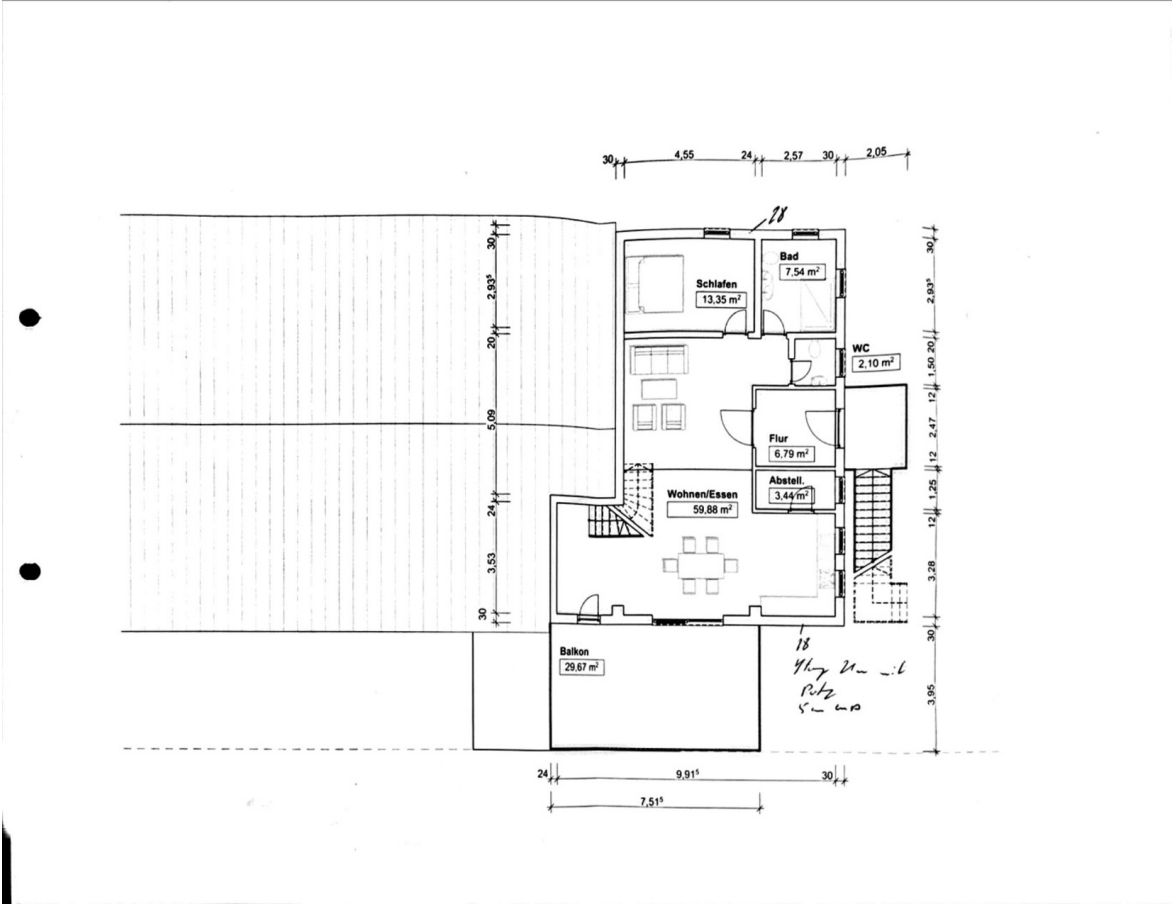 30 4,55 24 2,57 30 2,05
28
30
2,93⁵
20
5,09
24
3,53
30
Schlafen
13,35 m²
Bad
7,54 m²
WC
2,10 m²
Flur
6,79 m²
Abstell.
3,44 m²
Wohnen/Essen
59,88 m²
Balkon
29,67 m²
30
2,93⁵
20
1,50
12
2,47
12
1,25
12
3,28
30
3,95
18
Putz
24 9,91⁵ 30
7,51⁵